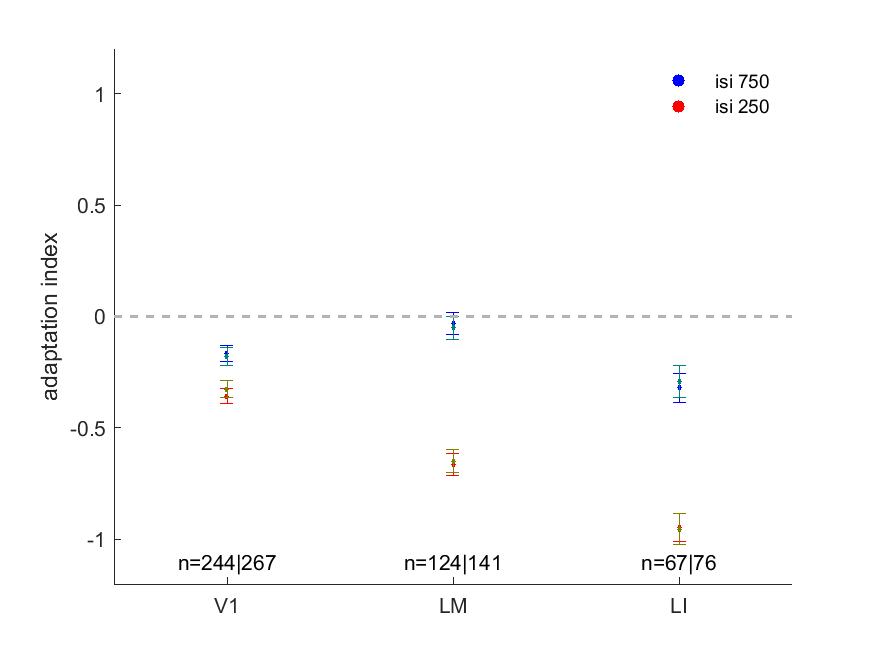 isi 750
isi 250
adaptation index
1
0.5
0
-0.5
-1
n=244|267
n=124|141
n=67|76
V1
LM
LI